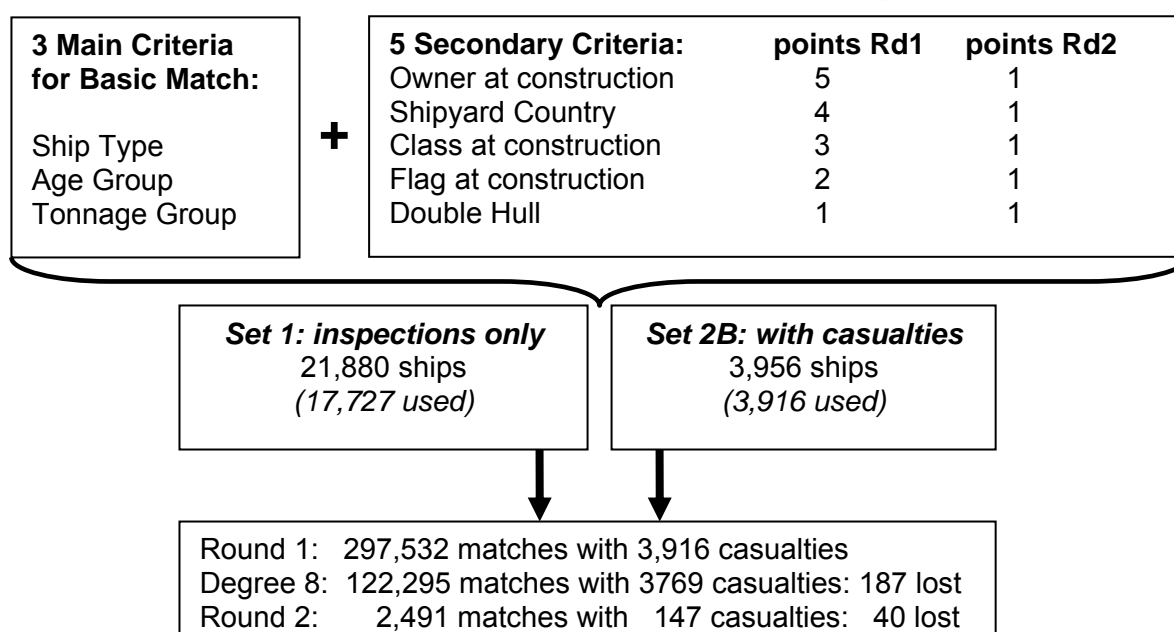 3 Main Criteria
for Basic Match:
Ship Type
Age Group
Tonnage Group
+
5 Secondary Criteria: points Rd1 points Rd2
Owner at construction 5 1
Shipyard Country 4 1
Class at construction 3 1
Flag at construction 2 1
Double Hull 1 1
Set 1: inspections only
21,880 ships
(17,727 used)
Set 2B: with casualties
3,956 ships
(3,916 used)
Round 1: 297,532 matches with 3,916 casualties
Degree 8: 122,295 matches with 3769 casualties: 187 lost
Round 2: 2,491 matches with 147 casualties: 40 lost